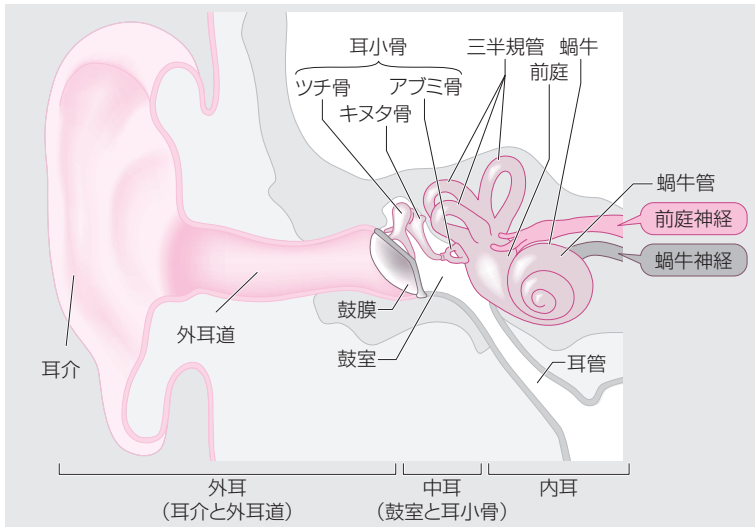 耳小骨
三半規管
蝸牛
ツチ骨
アブミ骨
前庭
キヌタ骨
蝸牛管
前庭神経
蝸牛神経
鼓膜
外耳道
鼓室
耳介
耳管
外耳
(耳介と外耳道)
中耳
(鼓室と耳小骨)
内耳